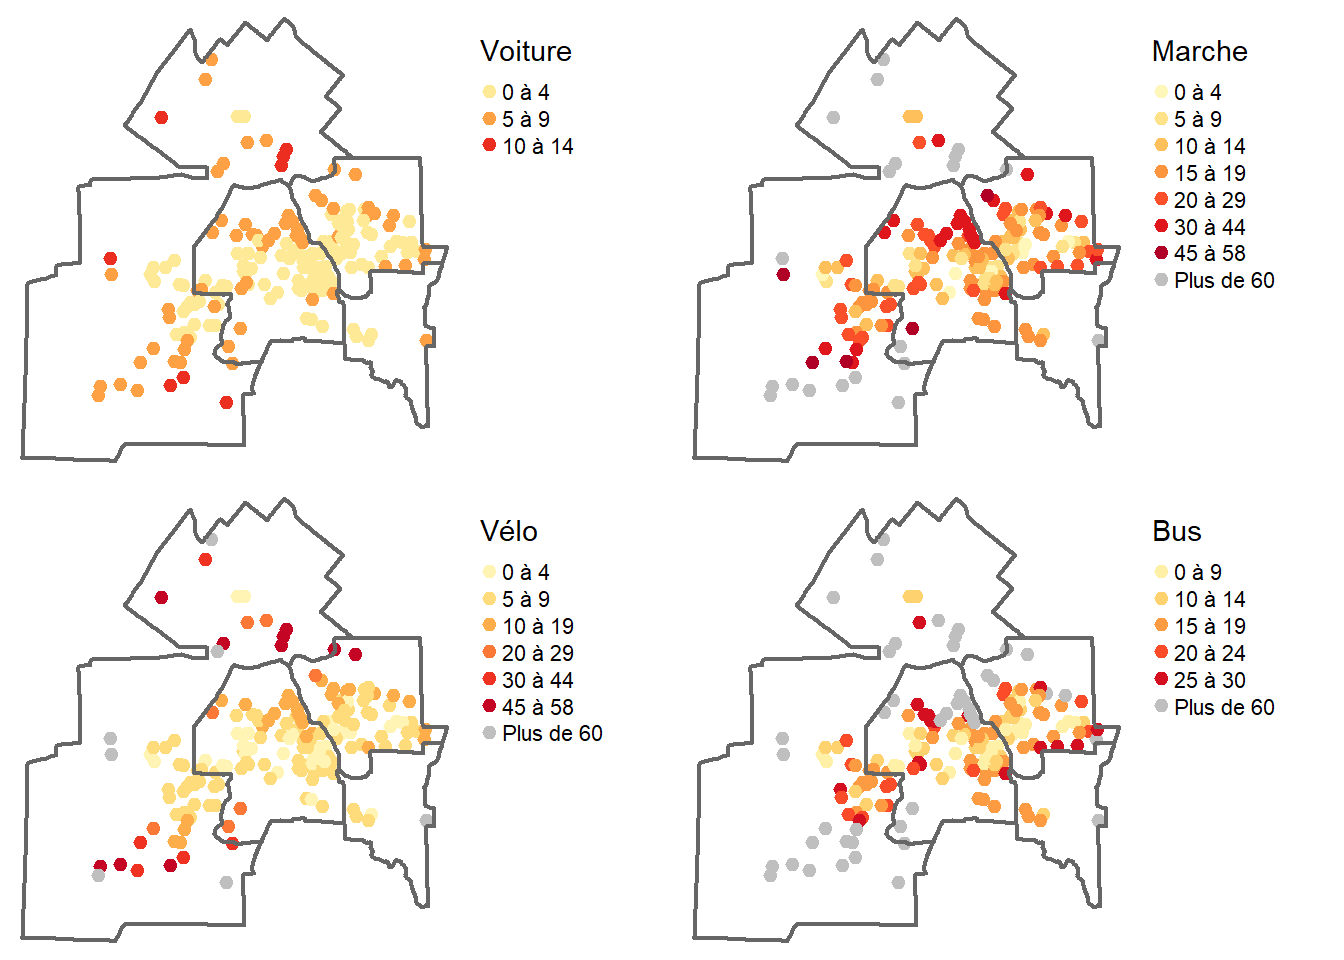 Voiture
0 à 4
5 à 9
10 à 14
Marche
0 à 4
5 à 9
10 à 14
15 à 19
20 à 29
30 à 44
45 à 58
Plus de 60
Vélo
0 à 4
5 à 9
10 à 19
20 à 29
30 à 44
45 à 58
Plus de 60
Bus
0 à 9
10 à 14
15 à 19
20 à 24
25 à 30
Plus de 60